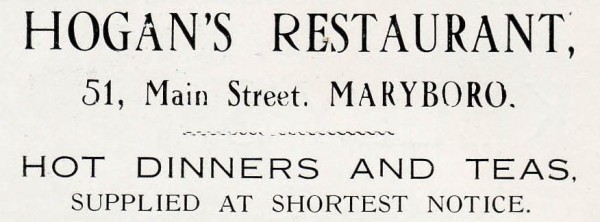 HOGAN'S RESTAURANT,
51, Main Street. MARYBORO.
HOT DINNERS AND TEAS,
SUPPLIED AT SHORTEST NOTICE.